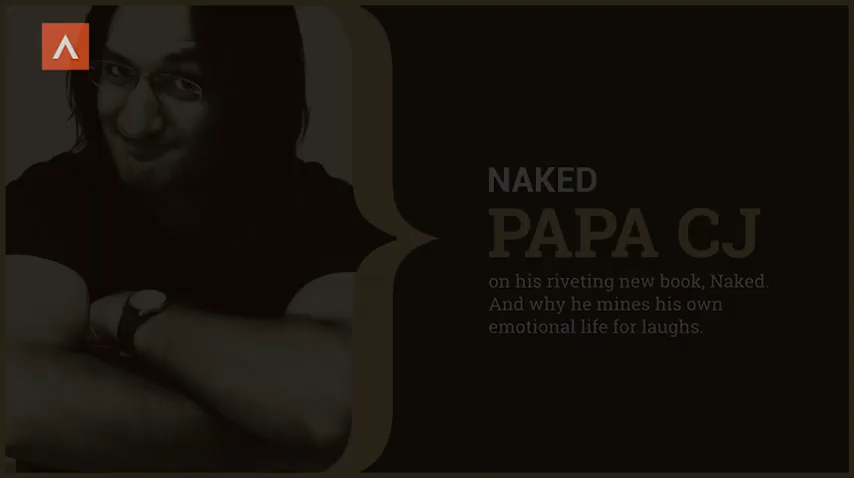 NAKED
PAPA CJ
on his riveting new book, Naked.
And why he mines his own
emotional life for laughs.